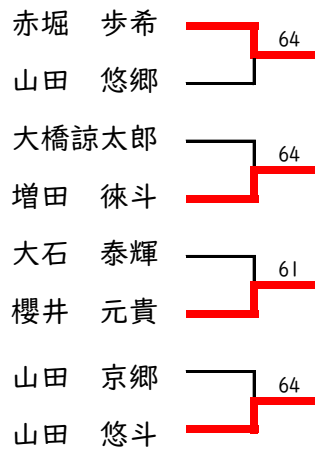 赤堀　歩希
64
山田　悠郷
大橋諒太郎
64
増田　徠斗
大石　泰輝
61
櫻井　元貴
山田　京郷
64
山田　悠斗